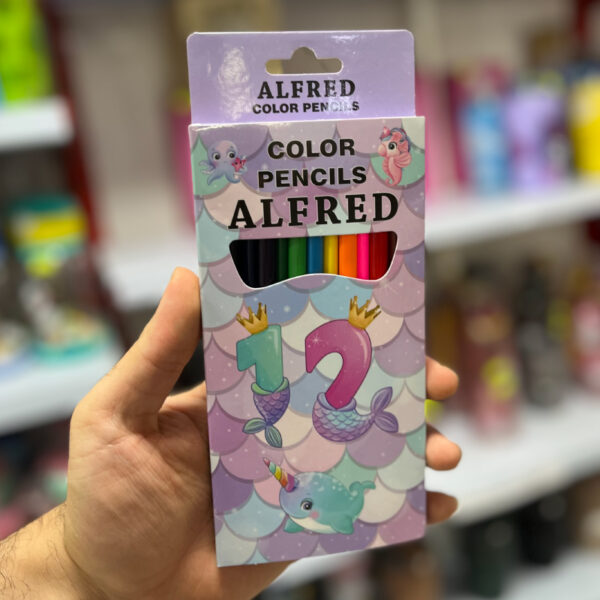 ALFRED
COLOR PENCILS
COLOR
PENCILS
ALFRED
12